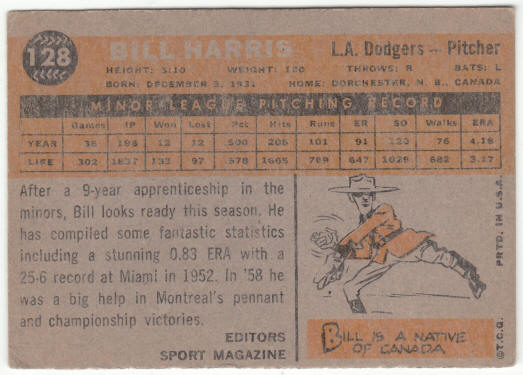 128
BILL HARRIS L.A. Dodgers — Pitcher
HEIGHT: 5:10 WEIGHT: 180 THROWS: R BATS: L
BORN: DECEMBER 3, 1931 HOME: DORCHESTER, N. B., CANADA
MINOR LEAGUE PITCHING RECORD
Games IP Won Lost Pct Hits Runs ER SO Walks ERA
YEAR 38 12 12 500 206 101 91 76 4.18
LIFE 302 1837 97 578 1665 789 647 682 3.17
After a 9-year apprenticeship in the
minors, Bill looks ready this season. He
has compiled some fantastic statistics
including a stunning 0.83 ERA with a
25-6 record at Miami in 1952. In '58 he
was a big help in Montreal's pennant
and championship victories.
EDITORS
SPORT MAGAZINE
BILL IS A NATIVE
OF CANADA
©T.C.G. PRTD. IN U.S.A.